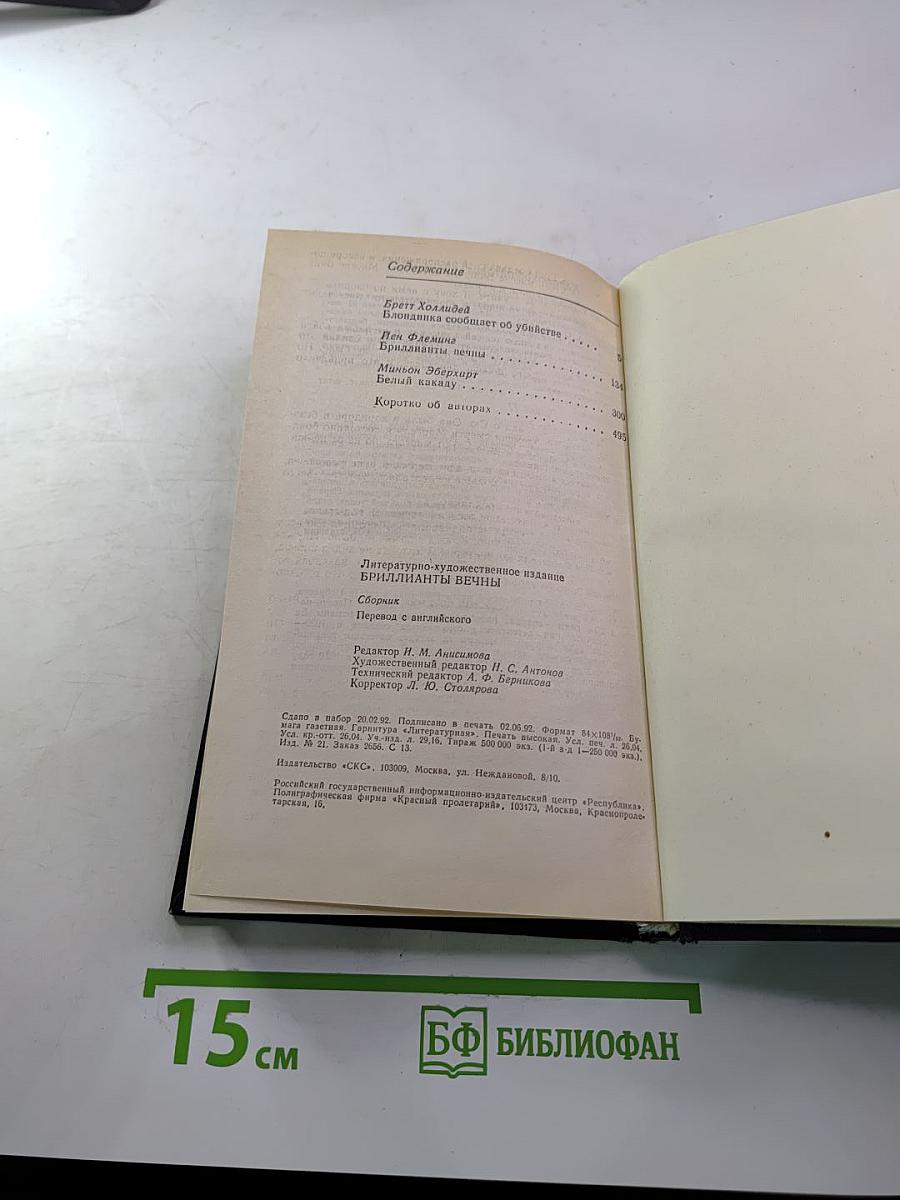 Содержание
Бретт Холлидей
Блондинка сообщает об убийстве . . . . . 5
Йен Флеминг
Бриллианты вечны . . . . . . . . . . . . 134
Миньон Эберхарт
Белый какаду . . . . . . . . . . . . . . . 300
Коротко об авторах . . . . . . . . . . . . 495
Литературно-художественное издание
БРИЛЛИАНТЫ ВЕЧНЫ
Сборник
Перевод с английского
Редактор И. М. Анисимова
Художественный редактор Н. С. Антонов
Технический редактор А. Ф. Берникова
Корректор Л. Ю. Столярова
Сдано в набор 20.02.92. Подписано в печать 02.06.92. Формат 84×108¹/₃₂. Бу-
мага газетная. Гарнитура «Литературная». Печать высокая. Усл. печ. л. 26,04.
Усл. кр.-отт. 26,04. Уч.-изд. л. 29,16. Тираж 500 000 экз. (1-й з-д 1—250 000 экз.).
Изд. № 21. Заказ 2656. С 13.
Издательство «СКС», 103009, Москва, ул. Неждановой, 8/10.
Российский государственный информационно-издательский центр «Республика».
Полиграфическая фирма «Красный пролетарий», 103473, Москва, Краснопроле-
тарская, 16,
15 см
БФ БИБЛИОФАН